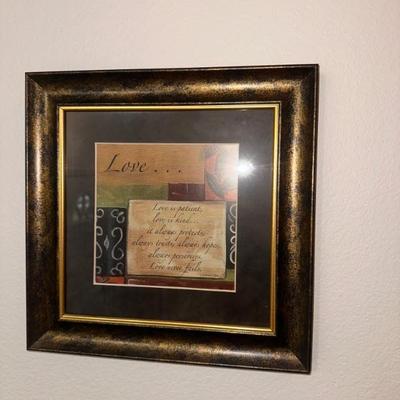 Love . . .
Love is patient,
love is kind...
it always protects,
always trusts, always hopes,
always perseveres.
Love never fails.